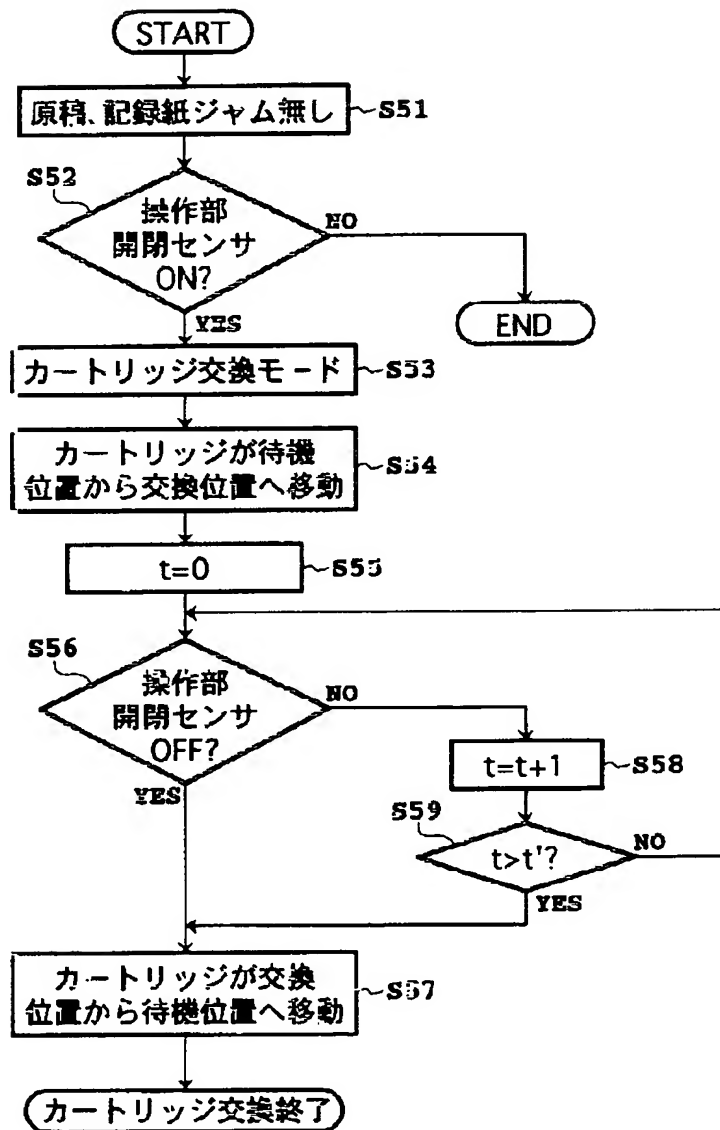 START
原稿、記録紙ジャム無し
S51
S52
操作部
開閉センサ
ON?
NO
YES
END
カートリッジ交換モード
S53
カートリッジが待機
位置から交換位置へ移動
S54
t=0
S55
S56
操作部
開閉センサ
OFF?
NO
YES
t=t+1
S58
S59
t>t'?
NO
YES
カートリッジが交換
位置から待機位置へ移動
S57
カートリッジ交換終了